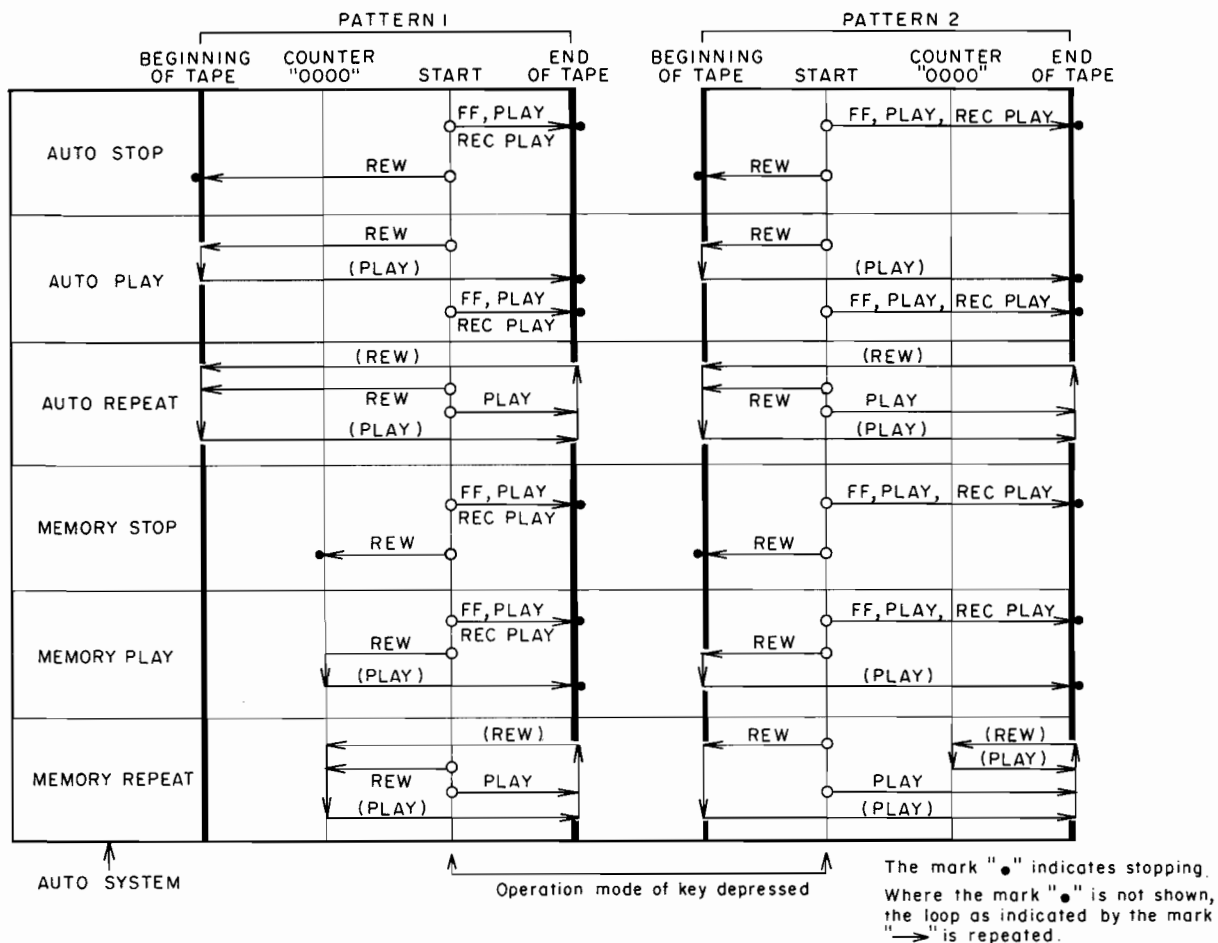 PATTERN 1 PATTERN 2
BEGINNING OF TAPE COUNTER "0000" START END OF TAPE BEGINNING OF TAPE START COUNTER "0000" END OF TAPE
AUTO STOP
FF, PLAY
REC PLAY
REW
FF, PLAY, REC PLAY
REW
AUTO PLAY
REW
(PLAY)
FF, PLAY
REC PLAY
REW
(PLAY)
FF, PLAY, REC PLAY
AUTO REPEAT
(REW)
REW
PLAY
(PLAY)
(REW)
REW
PLAY
(PLAY)
MEMORY STOP
FF, PLAY
REC PLAY
REW
FF, PLAY, REC PLAY
REW
MEMORY PLAY
FF, PLAY
REC PLAY
REW
(PLAY)
FF, PLAY, REC PLAY
REW
(PLAY)
MEMORY REPEAT
(REW)
REW
PLAY
(PLAY)
REW
(REW)
(PLAY)
PLAY
(PLAY)
AUTO SYSTEM
Operation mode of key depressed
The mark "●" indicates stopping.
Where the mark "●" is not shown,
the loop as indicated by the mark
"→" is repeated.